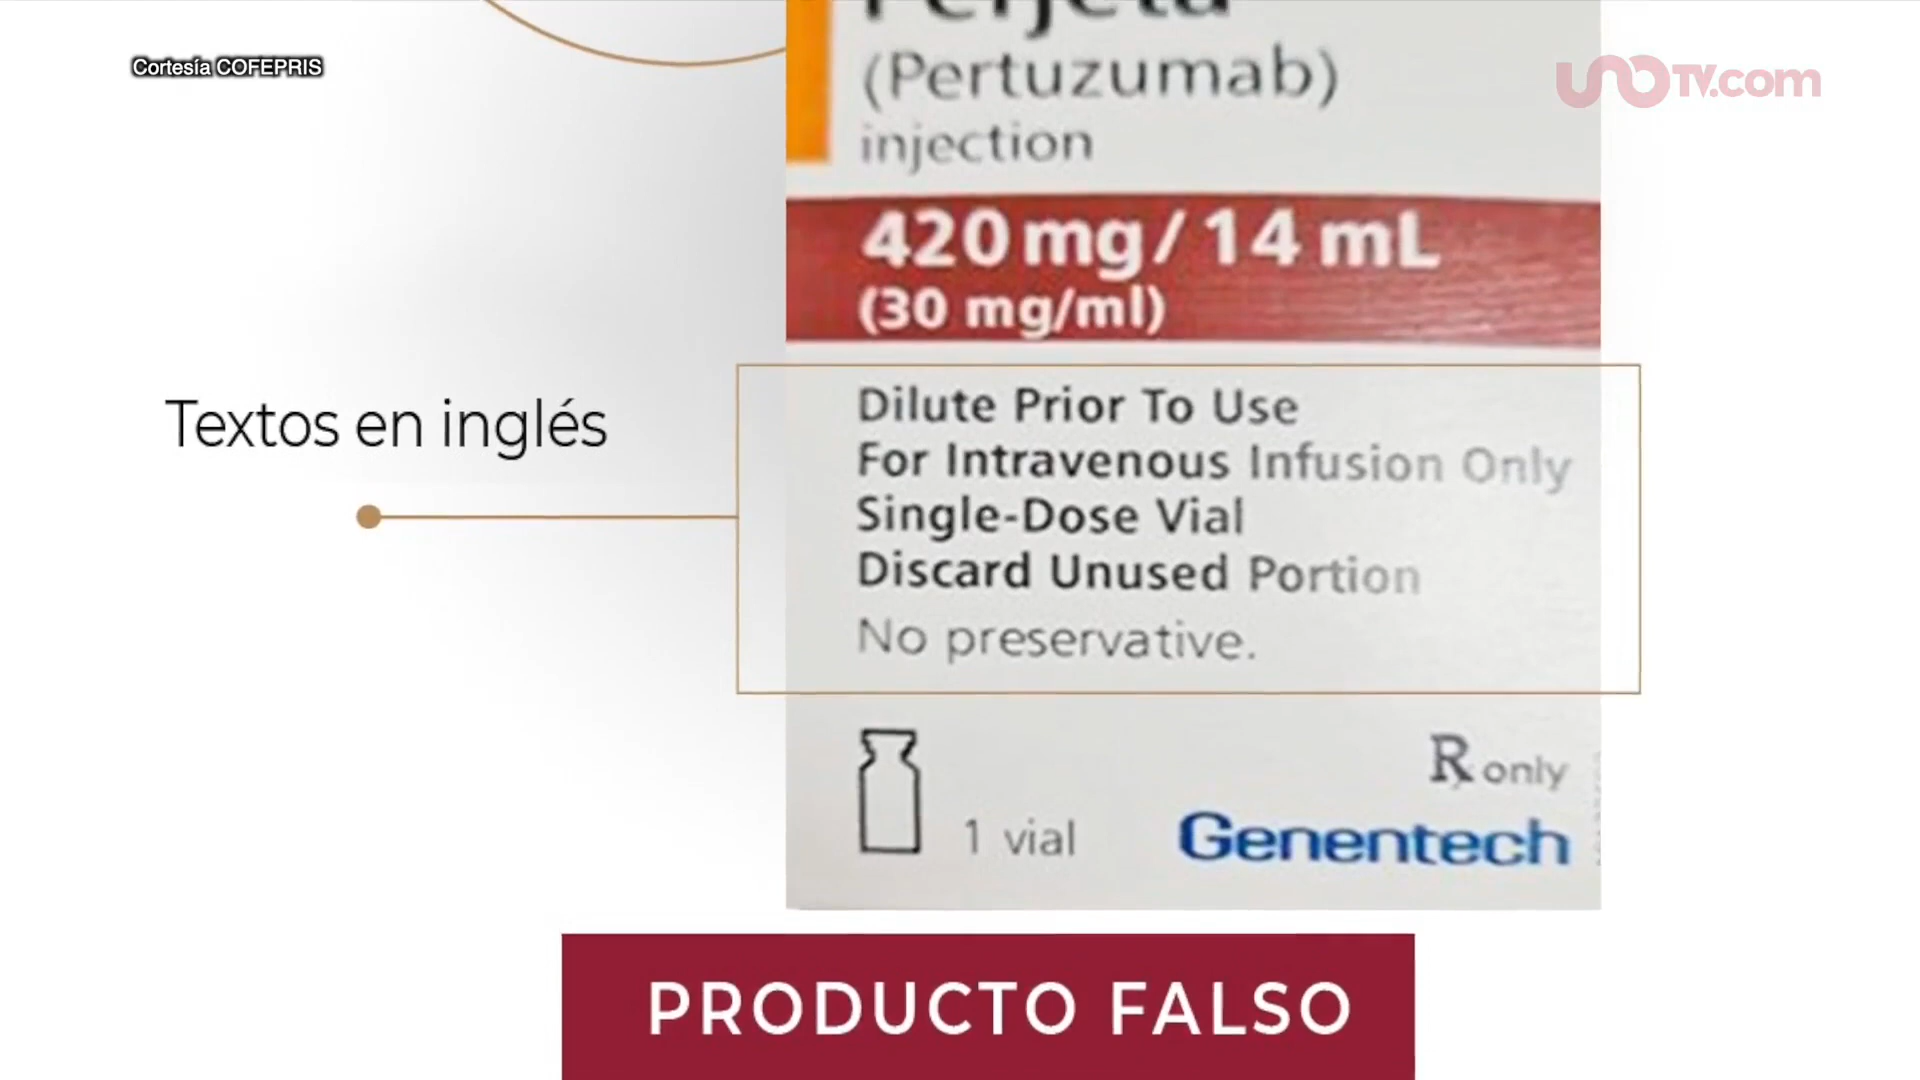 Cortesía COFEPRIS
UNOTV.com
Perjeta
(Pertuzumab)
injection
420 mg / 14 mL
(30 mg/ml)
Textos en inglés
Dilute Prior To Use
For Intravenous Infusion Only
Single-Dose Vial
Discard Unused Portion
No preservative.
Rx only
1 vial
Genentech
PRODUCTO FALSO